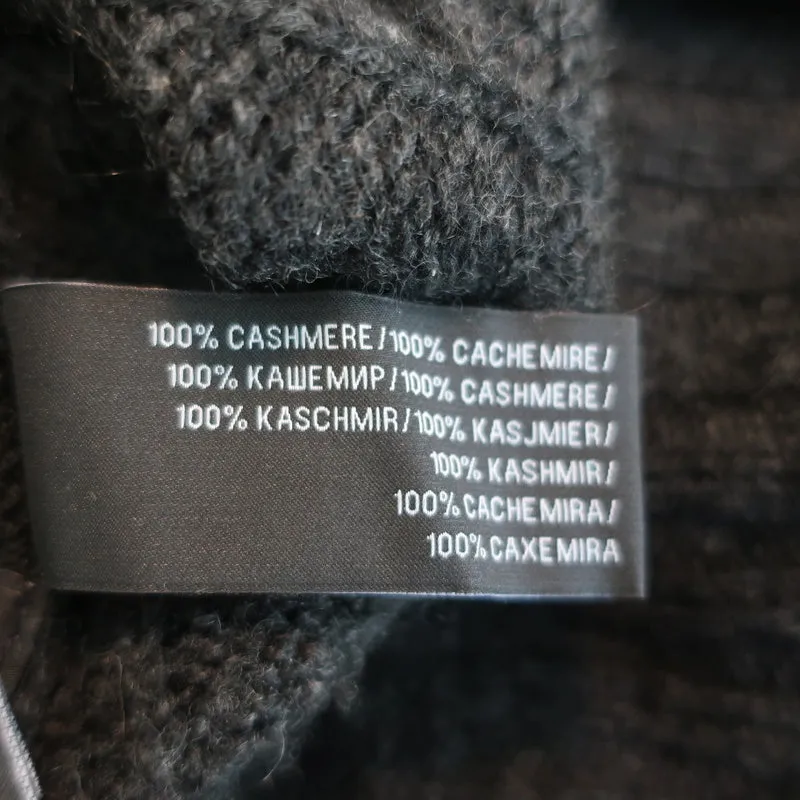 100% CASHMERE/100% CACHEMIRE/
100% КАШЕМИР/100% CASHMERE/
100% KASCHMIR/100% KASJMIER/
100% KASHMIR/
100% CACHEMIRA/
100% CAXEMIRA